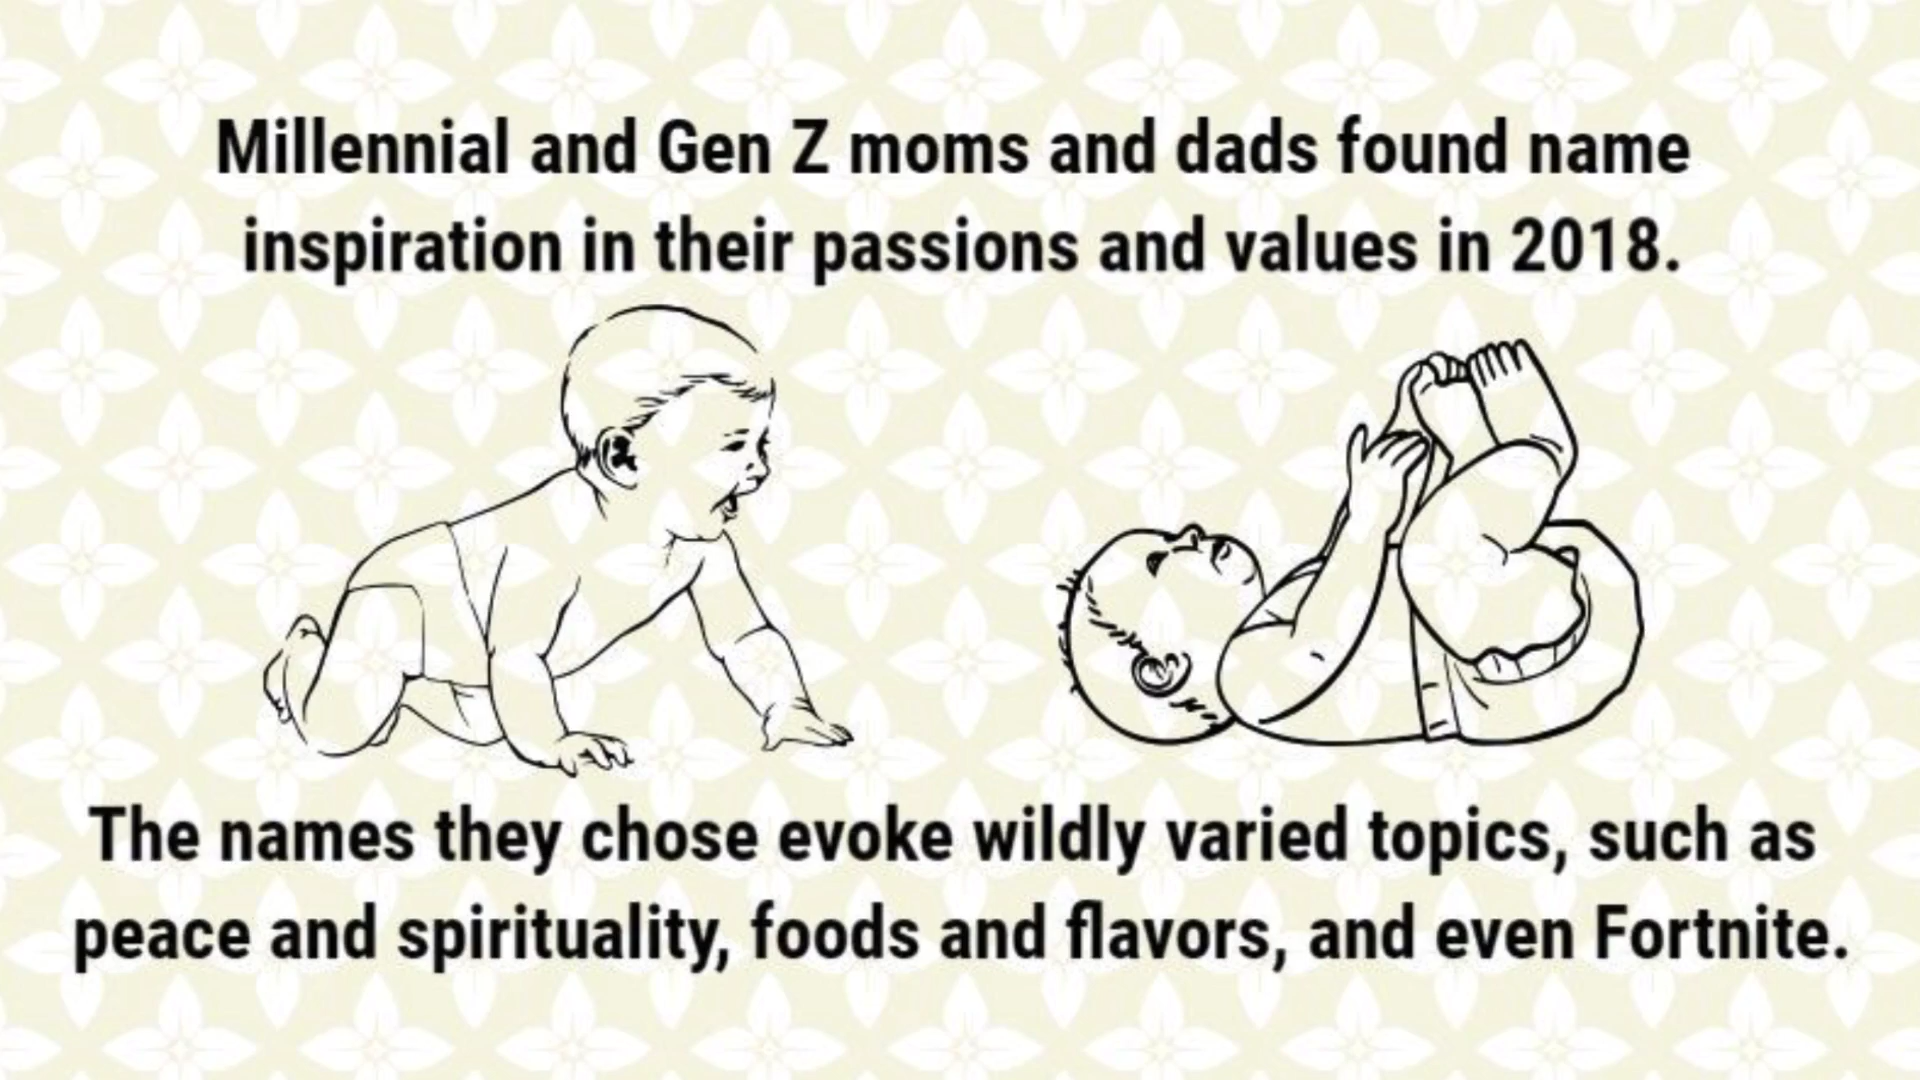 Millennial and Gen Z moms and dads found name
inspiration in their passions and values in 2018.
The names they chose evoke wildly varied topics, such as
peace and spirituality, foods and flavors, and even Fortnite.